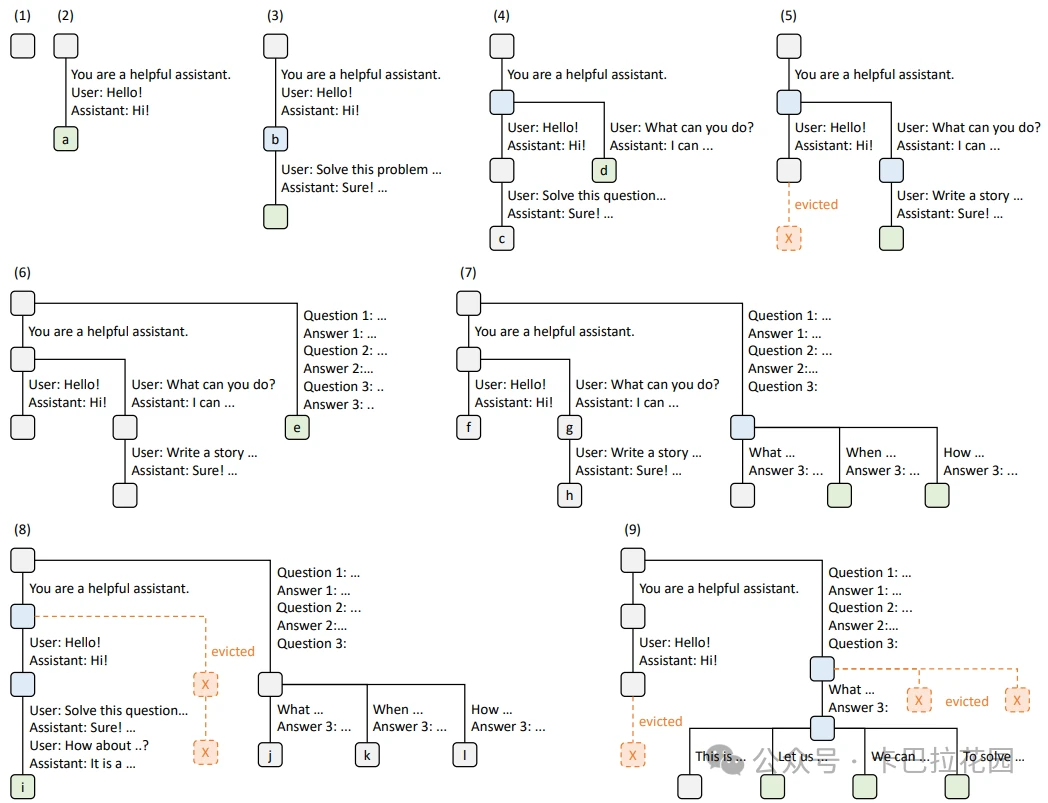 (1)
(2)
You are a helpful assistant.
User: Hello!
Assistant: Hi!
a
(3)
You are a helpful assistant.
User: Hello!
Assistant: Hi!
b
User: Solve this problem ...
Assistant: Sure! ...
(4)
You are a helpful assistant.
User: Hello!
Assistant: Hi!
User: What can you do?
Assistant: I can ...
d
User: Solve this question...
Assistant: Sure! ...
c
(5)
You are a helpful assistant.
User: Hello!
Assistant: Hi!
User: What can you do?
Assistant: I can ...
evicted
X
User: Write a story ...
Assistant: Sure! ...
(6)
You are a helpful assistant.
User: Hello!
Assistant: Hi!
User: What can you do?
Assistant: I can ...
User: Write a story ...
Assistant: Sure! ...
Question 1: ...
Answer 1: ...
Question 2: ...
Answer 2:...
Question 3: ..
Answer 3: ..
e
(7)
You are a helpful assistant.
User: Hello!
Assistant: Hi!
f
User: What can you do?
Assistant: I can ...
g
User: Write a story ...
Assistant: Sure! ...
h
Question 1: ...
Answer 1: ...
Question 2: ...
Answer 2:...
Question 3:
What ...
Answer 3: ...
When ...
Answer 3: ...
How ...
Answer 3: ...
(8)
You are a helpful assistant.
User: Hello!
Assistant: Hi!
User: Solve this question...
Assistant: Sure! ...
User: How about ..?
Assistant: It is a ...
i
evicted
X
X
Question 1: ...
Answer 1: ...
Question 2: ...
Answer 2:...
Question 3:
What ...
Answer 3: ...
j
When ...
Answer 3: ...
k
How ...
Answer 3: ...
l
(9)
You are a helpful assistant.
User: Hello!
Assistant: Hi!
evicted
X
Question 1: ...
Answer 1: ...
Question 2: ...
Answer 2:...
Question 3:
What ...
Answer 3:
X
evicted
X
This is ...
Let us ...
We can ...
To solve ...
公众号 · 卡巴拉花园